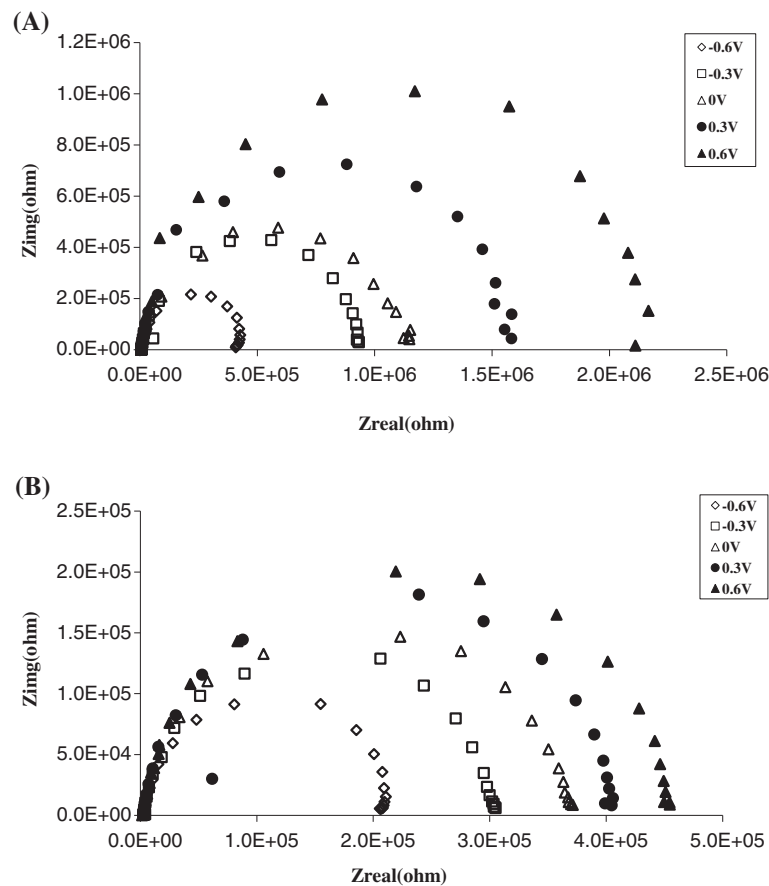 (A)
1.2E+06
1.0E+06
8.0E+05
6.0E+05
4.0E+05
2.0E+05
0.0E+00
Zimg(ohm)
0.0E+00 5.0E+05 1.0E+06 1.5E+06 2.0E+06 2.5E+06
Zreal(ohm)
-0.6V
-0.3V
0V
0.3V
0.6V
(B)
2.5E+05
2.0E+05
1.5E+05
1.0E+05
5.0E+04
0.0E+00
Zimg(ohm)
0.0E+00 1.0E+05 2.0E+05 3.0E+05 4.0E+05 5.0E+05
Zreal(ohm)
-0.6V
-0.3V
0V
0.3V
0.6V